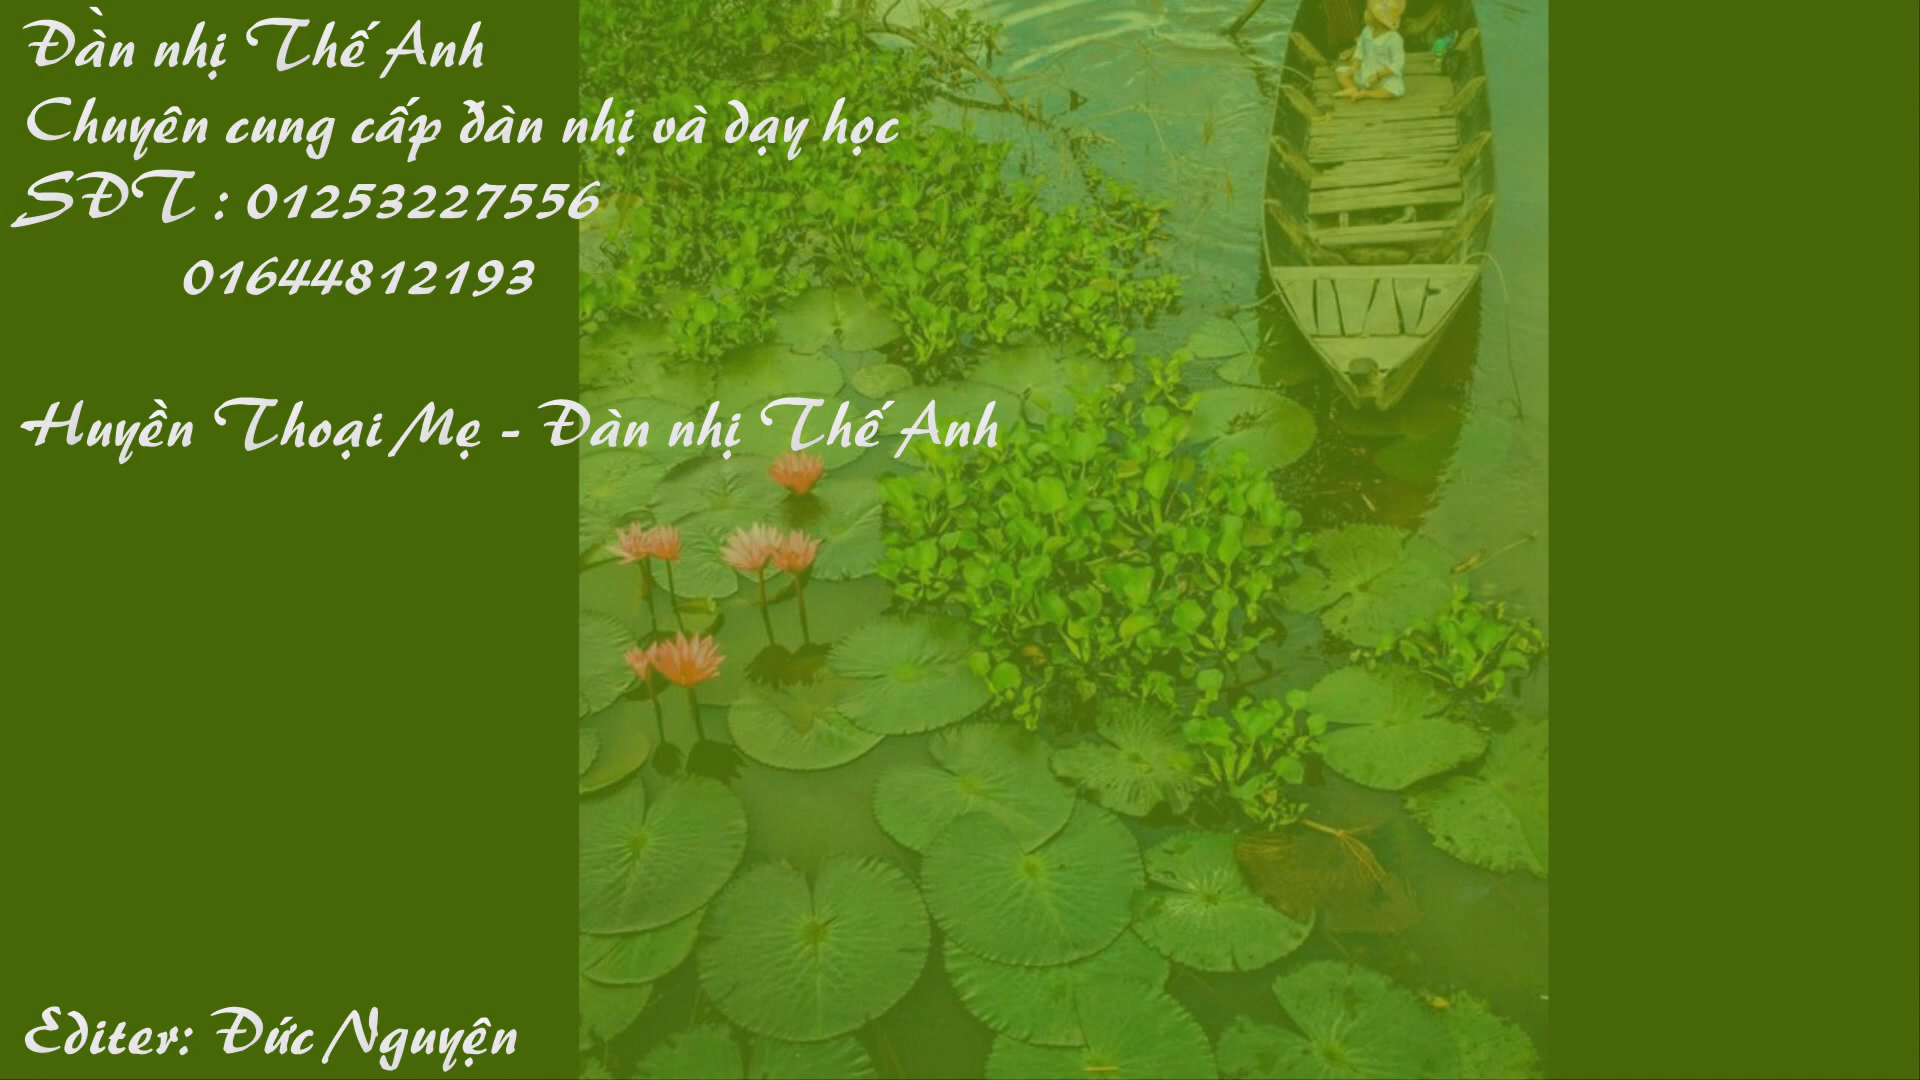 Đàn nhị Thế Anh
Chuyên cung cấp đàn nhị và dạy học
SĐT : 01253227556
01644812193
Huyền Thoại Mẹ - Đàn nhị Thế Anh
Editer: Đức Nguyện